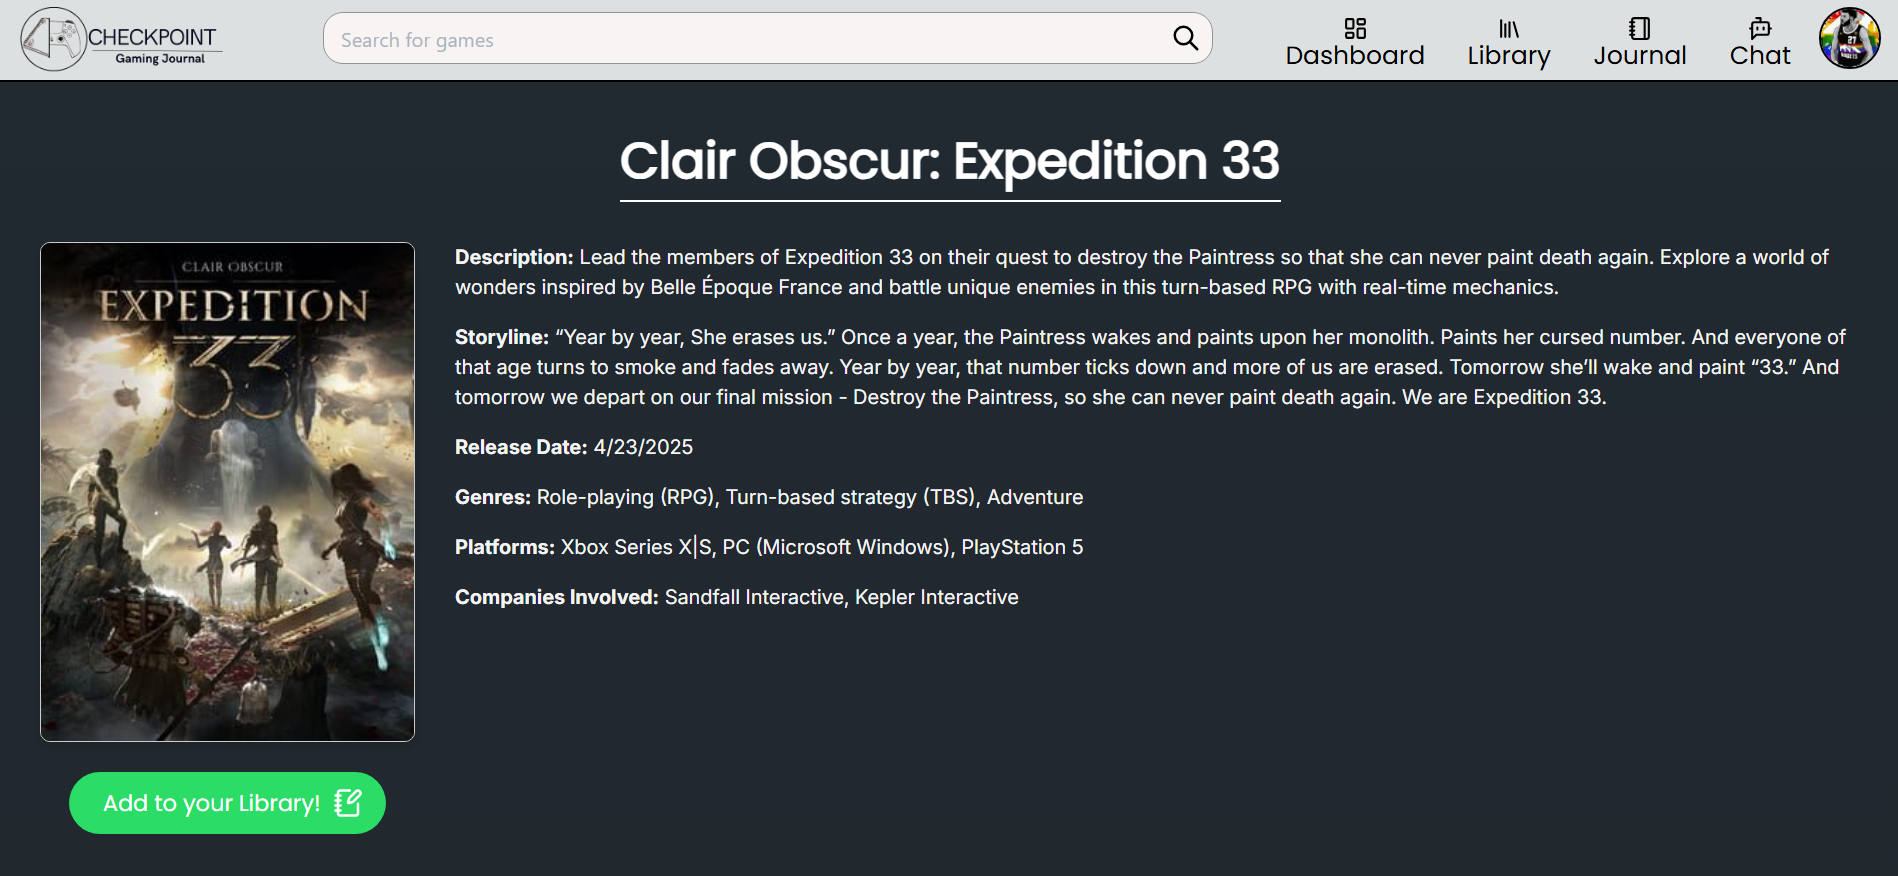 CHECKPOINT
Gaming Journal
Search for games
Dashboard
Library
Journal
Chat
27
Clair Obscur: Expedition 33
CLAIR OBSCUR
EXPEDITION
33
Description: Lead the members of Expedition 33 on their quest to destroy the Paintress so that she can never paint death again. Explore a world of
wonders inspired by Belle Époque France and battle unique enemies in this turn-based RPG with real-time mechanics.
Storyline: “Year by year, She erases us.” Once a year, the Paintress wakes and paints upon her monolith. Paints her cursed number. And everyone of
that age turns to smoke and fades away. Year by year, that number ticks down and more of us are erased. Tomorrow she’ll wake and paint “33.” And
tomorrow we depart on our final mission - Destroy the Paintress, so she can never paint death again. We are Expedition 33.
Release Date: 4/23/2025
Genres: Role-playing (RPG), Turn-based strategy (TBS), Adventure
Platforms: Xbox Series X|S, PC (Microsoft Windows), PlayStation 5
Companies Involved: Sandfall Interactive, Kepler Interactive
Add to your Library!